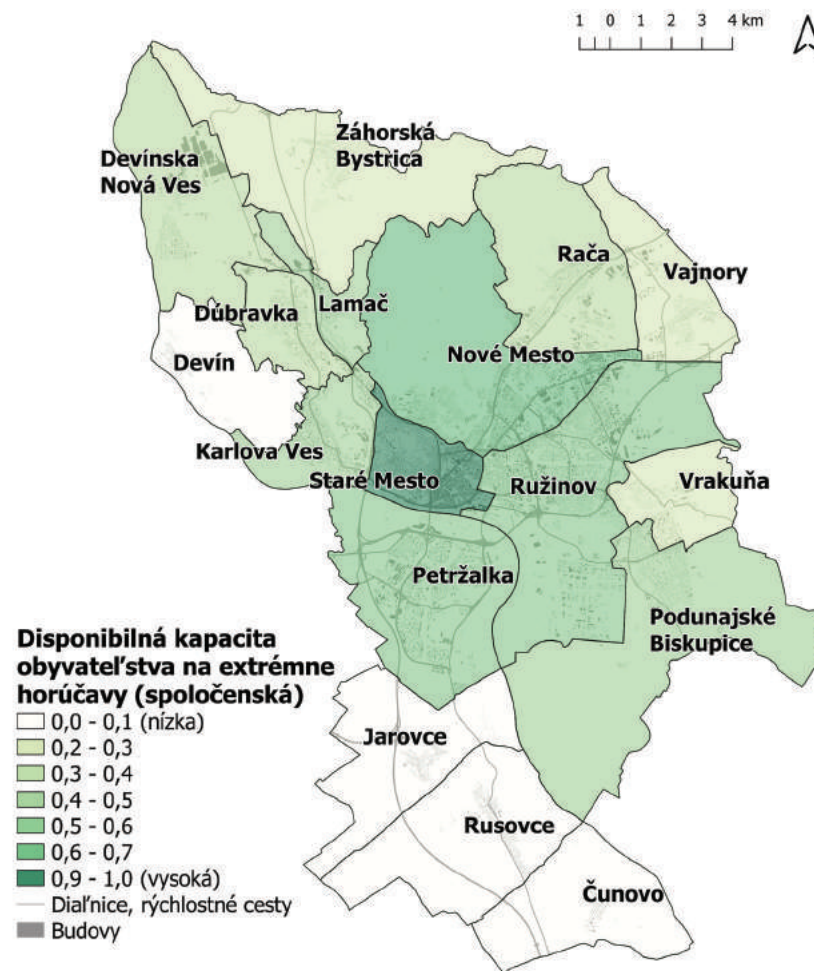 1 0 1 2 3 4 km
Záhorská
Bystrica
Devínska
Nová Ves
Rača
Vajnory
Lamač
Dúbravka
Nové Mesto
Devín
Karlova Ves
Staré Mesto
Ružinov
Vrakuňa
Petržalka
Podunajské
Biskupice
Disponibilná kapacita
obyvateľstva na extrémne
horúčavy (spoločenská)
0,0 - 0,1 (nízka)
0,2 - 0,3
0,3 - 0,4
0,4 - 0,5
0,5 - 0,6
0,6 - 0,7
0,9 - 1,0 (vysoká)
Diaľnice, rýchlostné cesty
Budovy
Jarovce
Rusovce
Čunovo